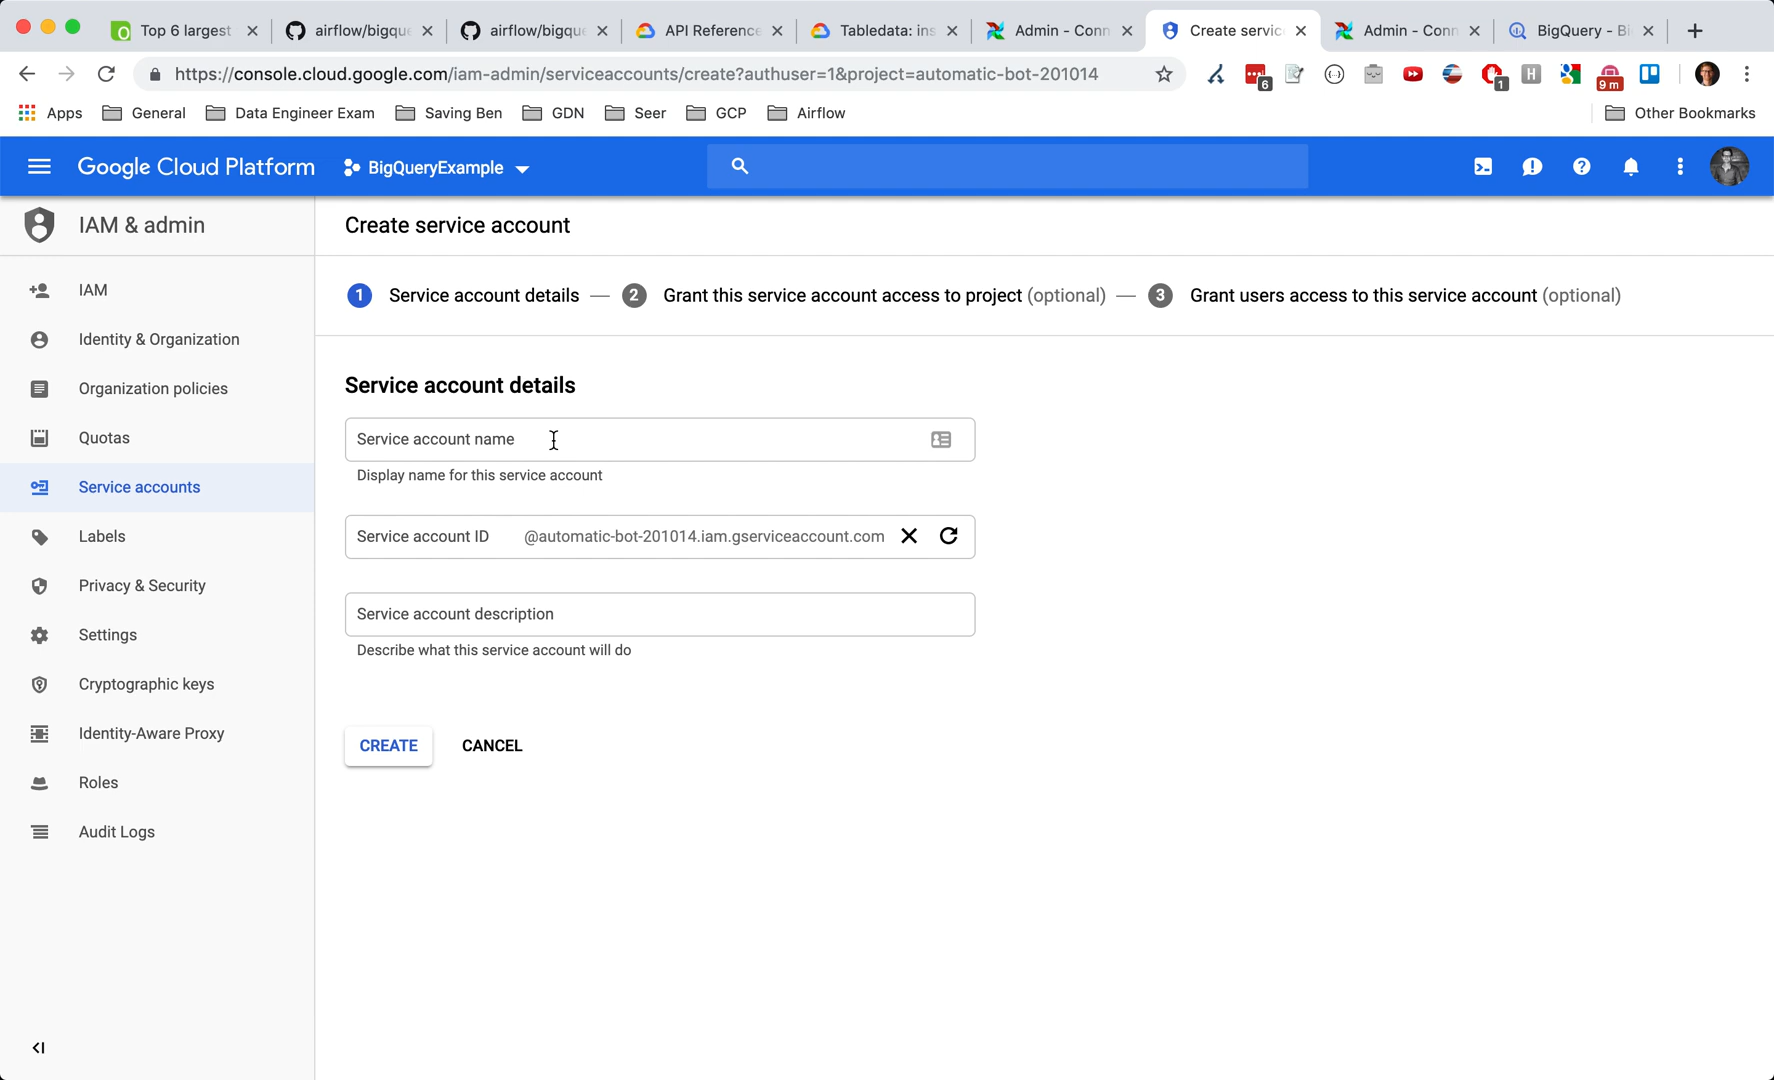 Top 6 largest
airflow/bigque
airflow/bigque
API Reference
Tabledata: ins
Admin - Conn
Create servic
Admin - Conn
BigQuery - Bi
https://console.cloud.google.com/iam-admin/serviceaccounts/create?authuser=1&project=automatic-bot-201014
6
1
H
9 m
Apps
General
Data Engineer Exam
Saving Ben
GDN
Seer
GCP
Airflow
Other Bookmarks
Google Cloud Platform
BigQueryExample
IAM & admin
Create service account
IAM
Identity & Organization
Organization policies
Quotas
Service accounts
Labels
Privacy & Security
Settings
Cryptographic keys
Identity-Aware Proxy
Roles
Audit Logs
1 Service account details — 2 Grant this service account access to project (optional) — 3 Grant users access to this service account (optional)
Service account details
Service account name
Display name for this service account
Service account ID @automatic-bot-201014.iam.gserviceaccount.com
Service account description
Describe what this service account will do
CREATE CANCEL